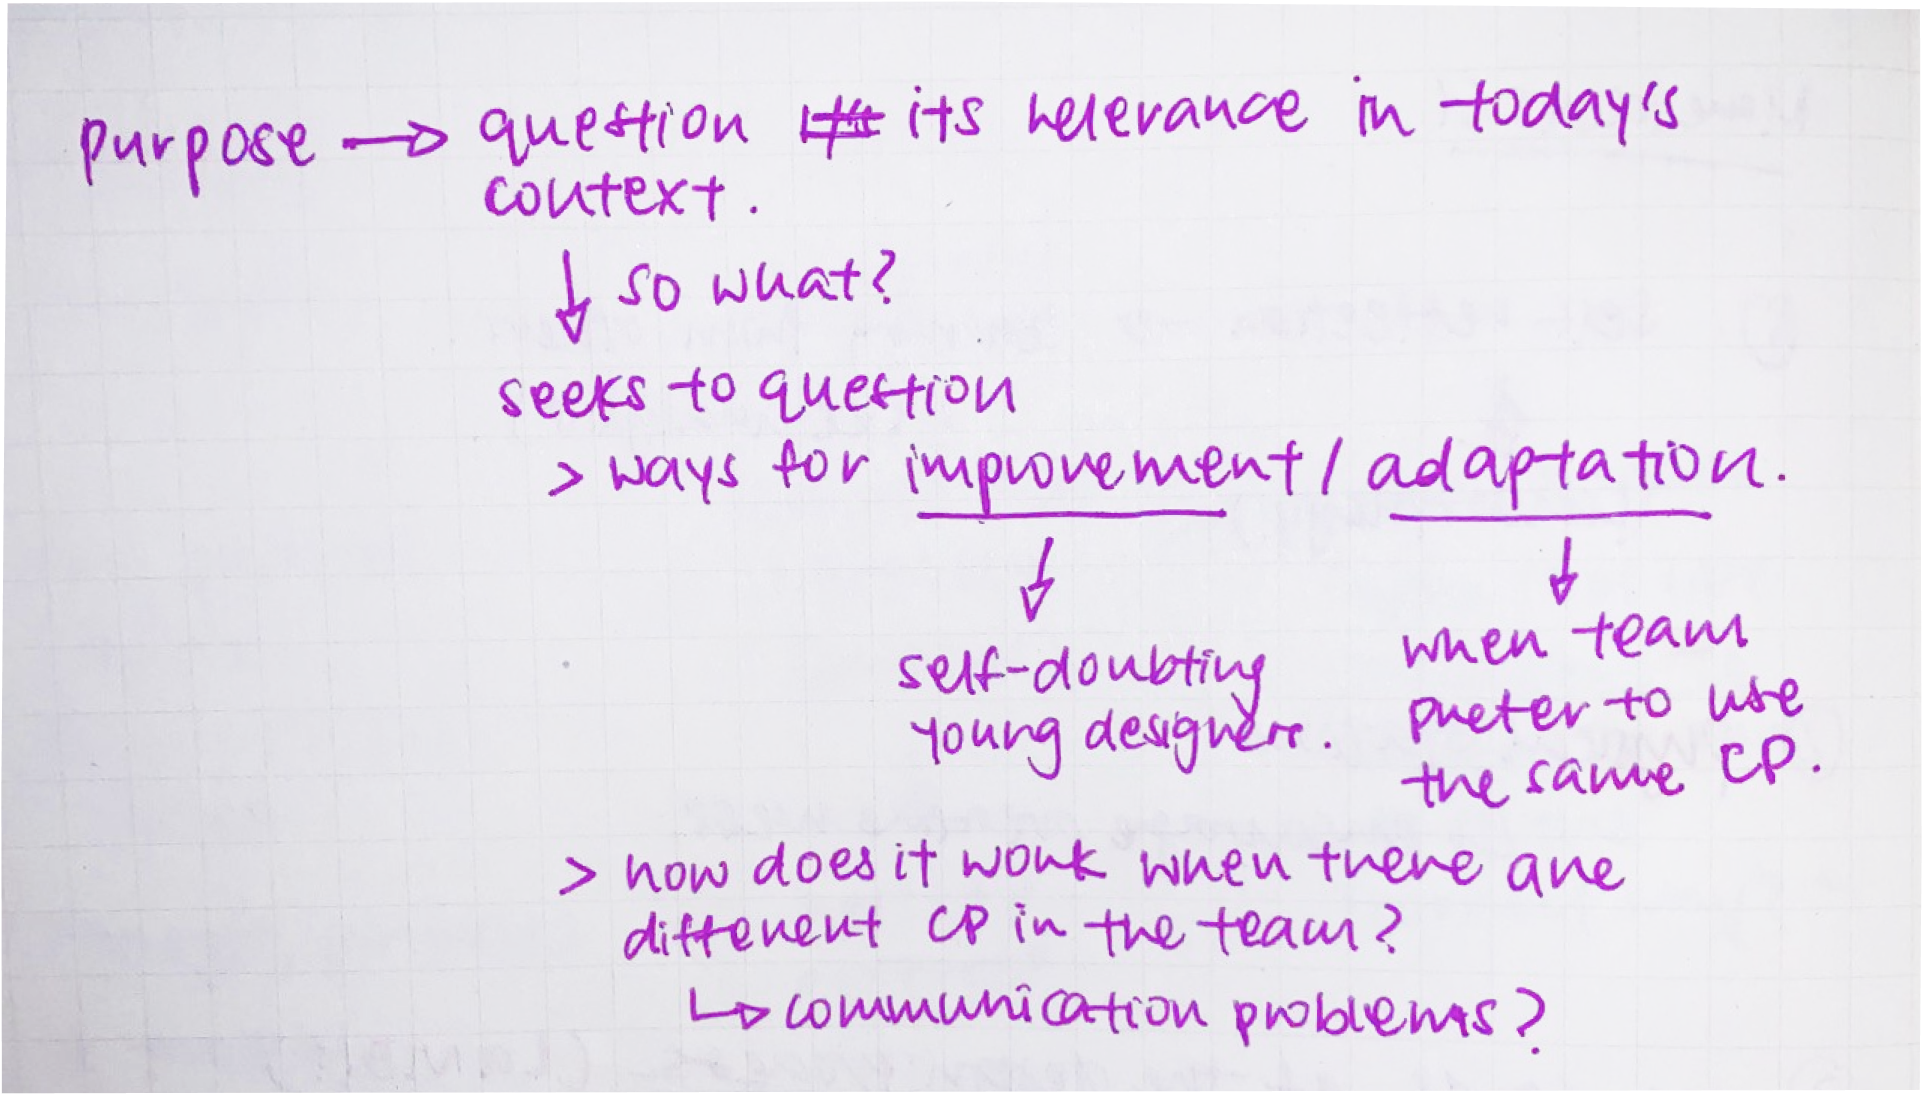 purpose → question its its relevance in today's
context.
↓ so what?
seeks to question
> ways for improvement / adaptation.
↓ ↓
self-doubting when team
young designers. prefer to use
the same CP.
> how does it work when there are
different CP in the team?
↳ communication problems?